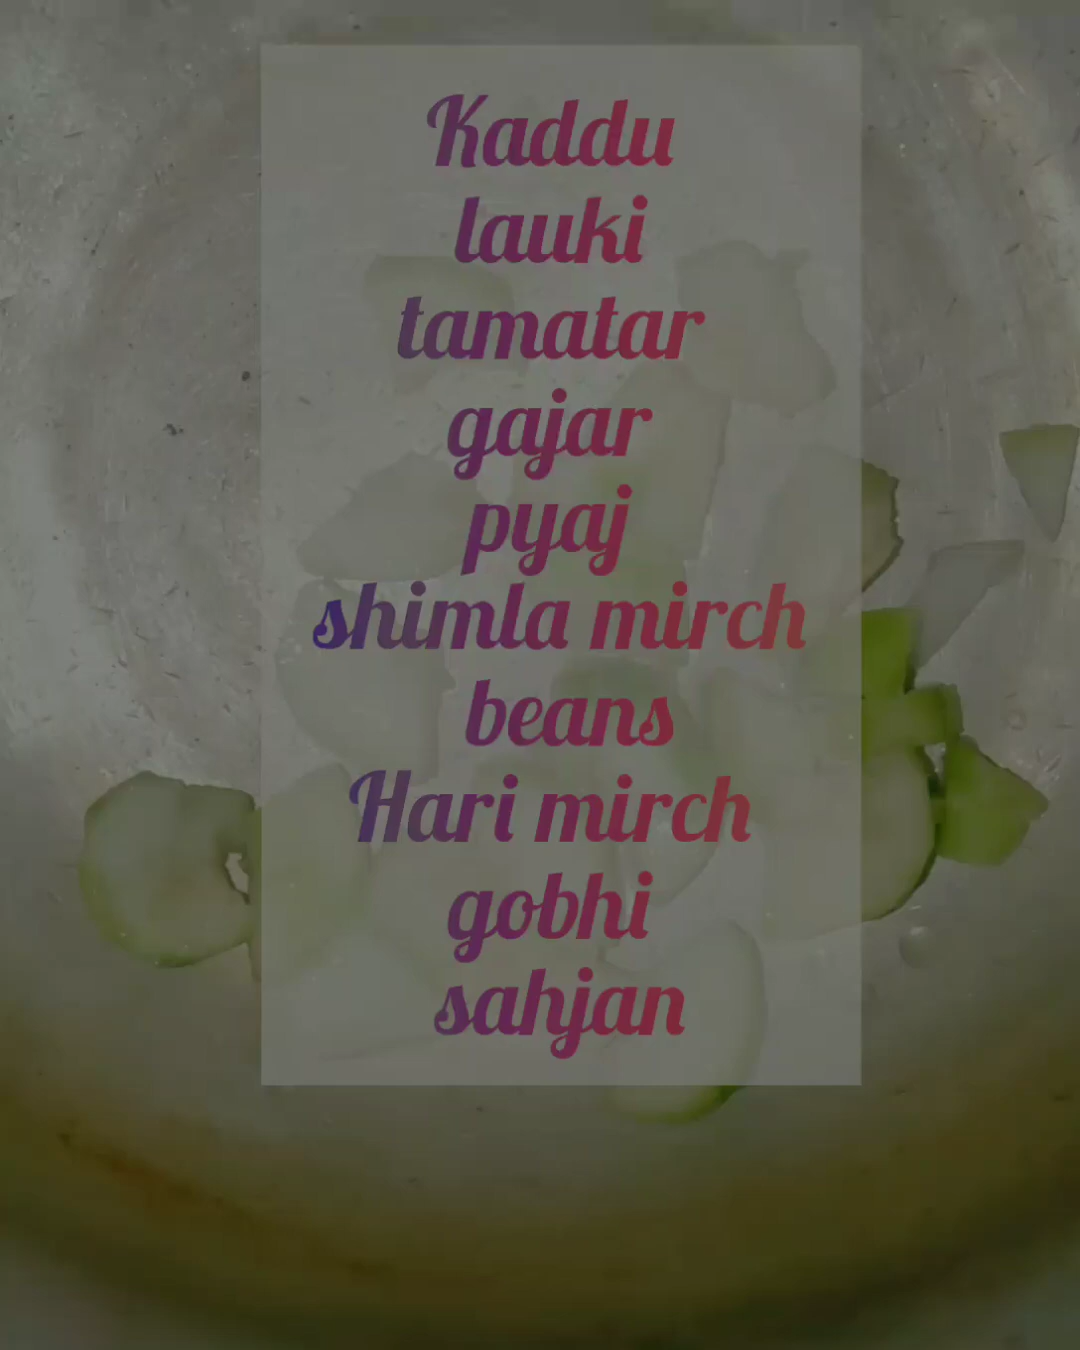 Kaddu
lauki
tamatar
gajar
pyaj
shimla mirch
beans
Hari mirch
gobhi
sahjan